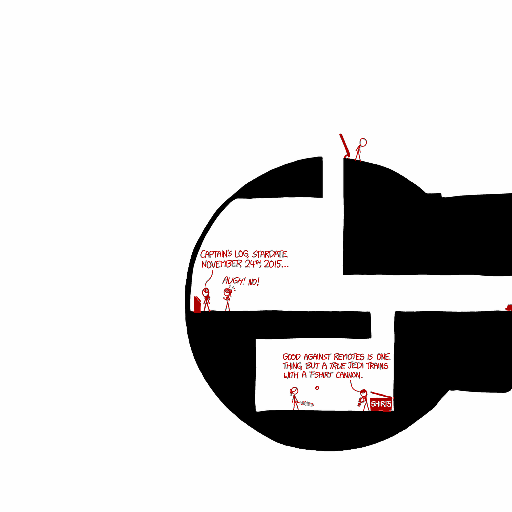 CAPTAIN'S LOG, STARDATE
NOVEMBER 24TH, 2015...
AUGH! NO!
GOOD AGAINST REMOTES IS ONE
THING, BUT A TRUE JEDI TRAINS
WITH A T-SHIRT CANNON.
SHIRTS